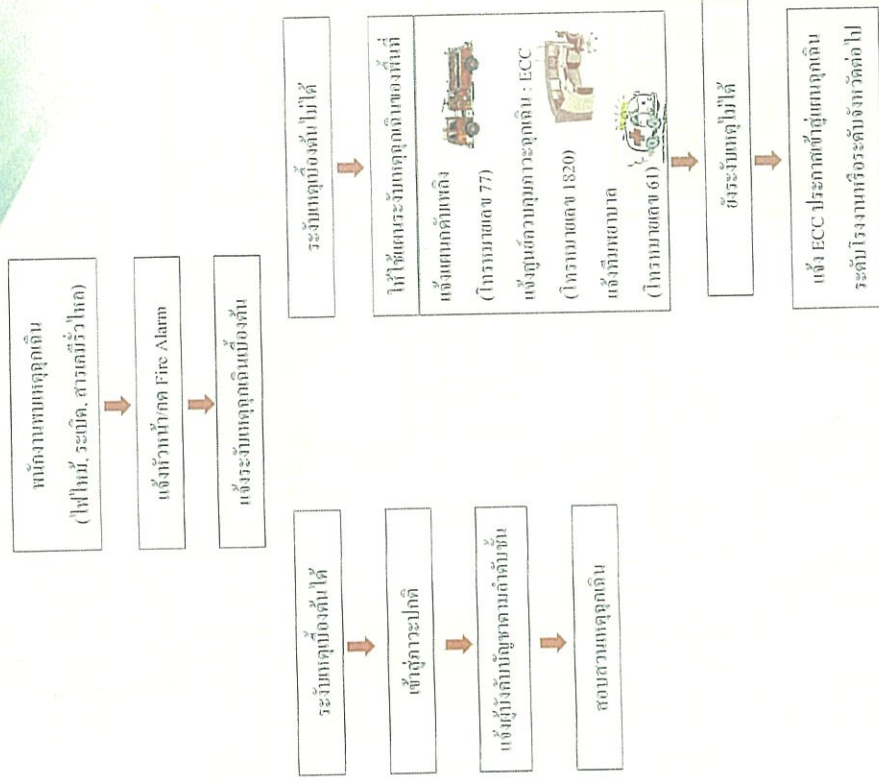 พนักงานพบเหตุฉุกเฉิน
(ไฟไหม้, ระเบิด, สารเคมีรั่วไหล)
แจ้งหัวหน้า/กด Fire Alarm
แจ้งระงับเหตุฉุกเฉินเบื้องต้น
ระงับเหตุเบื้องต้นได้
เข้าสู่ภาวะปกติ
แจ้งผู้บังคับบัญชาตามลำดับชั้น
สอบสวนเหตุฉุกเฉิน
ระงับเหตุเบื้องต้นไม่ได้
ให้ใช้แผนระงับเหตุฉุกเฉินของพื้นที่
แจ้งแผนกดับเพลิง
(โทรหมายเลข 77)
แจ้งศูนย์ควบคุมภาวะฉุกเฉิน : ECC
(โทรหมายเลข 1820)
แจ้งทีมพยาบาล
(โทรหมายเลข 61)
ยังระงับเหตุไม่ได้
แจ้ง ECC ประกาศเข้าสู่แผนฉุกเฉิน
ระดับโรงงานหรือระดับจังหวัดต่อไป